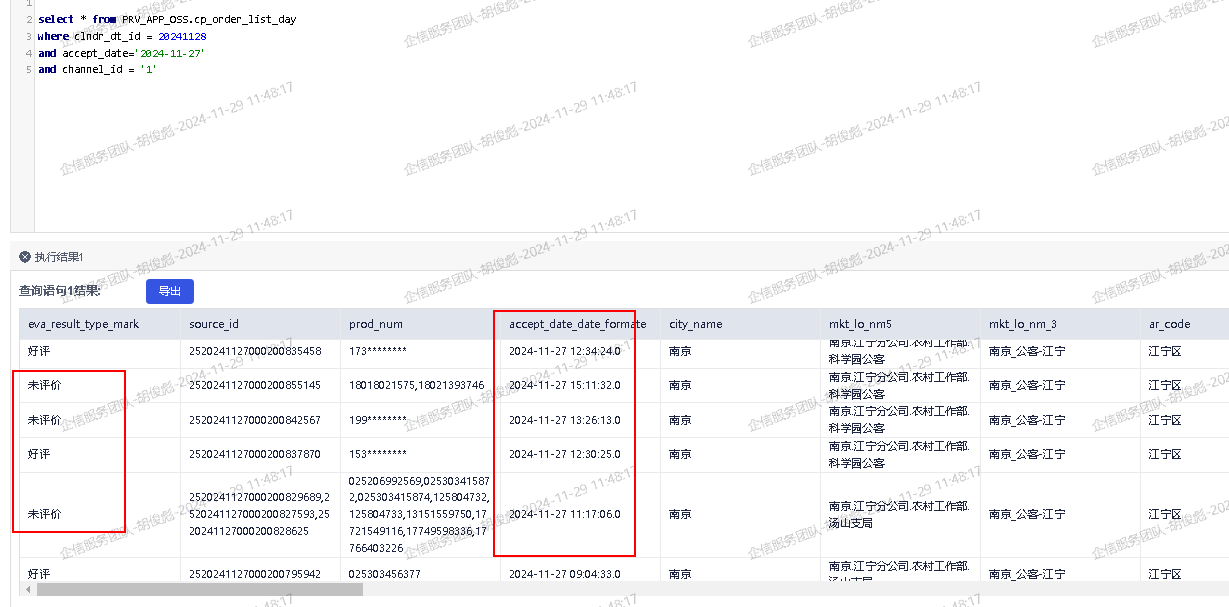 1
2 select * from PRV_APP_OSS.cp_order_list_day
3 where clndr_dt_id = 20241128
4 and accept_date='2024-11-27'
5 and channel_id = '1'
企信服务团队-胡俊彪-2024-11-29 11:48:17
执行结果1
查询语句1结果: 导出
eva_result_type_mark source_id prod_num accept_date_date_formate city_name mkt_lo_nm5 mkt_lo_nm_3 ar_code
好评 2520241127000200835458 173******** 2024-11-27 12:34:24.0 南京 南京.江宁分公司.农村工作部. 南京_公客-江宁 江宁区
科学园公客
未评价 2520241127000200855145 18018021575,18021393746 2024-11-27 15:11:32.0 南京 南京.江宁分公司.农村工作部. 南京_公客-江宁 江宁区
科学园公客
未评价 2520241127000200842567 199******** 2024-11-27 13:26:13.0 南京 南京.江宁分公司.农村工作部. 南京_公客-江宁 江宁区
科学园公客
好评 2520241127000200837870 153******** 2024-11-27 12:30:25.0 南京 南京.江宁分公司.农村工作部. 南京_公客-江宁 江宁区
科学园公客
未评价 2520241127000200829689,2
520241127000200827593,25
20241127000200828625
025206992569,02530341587
2,025303415874,125804732,
125804733,13151559750,17
721549116,17749598336,17
766403226
2024-11-27 11:17:06.0 南京 南京.江宁分公司.农村工作部.
汤山支局
南京_公客-江宁 江宁区
好评 2520241127000200795942 025303456377 2024-11-27 09:04:33.0 南京 南京.江宁分公司.农村工作部. 南京_公客-江宁 江宁区
汤山支局